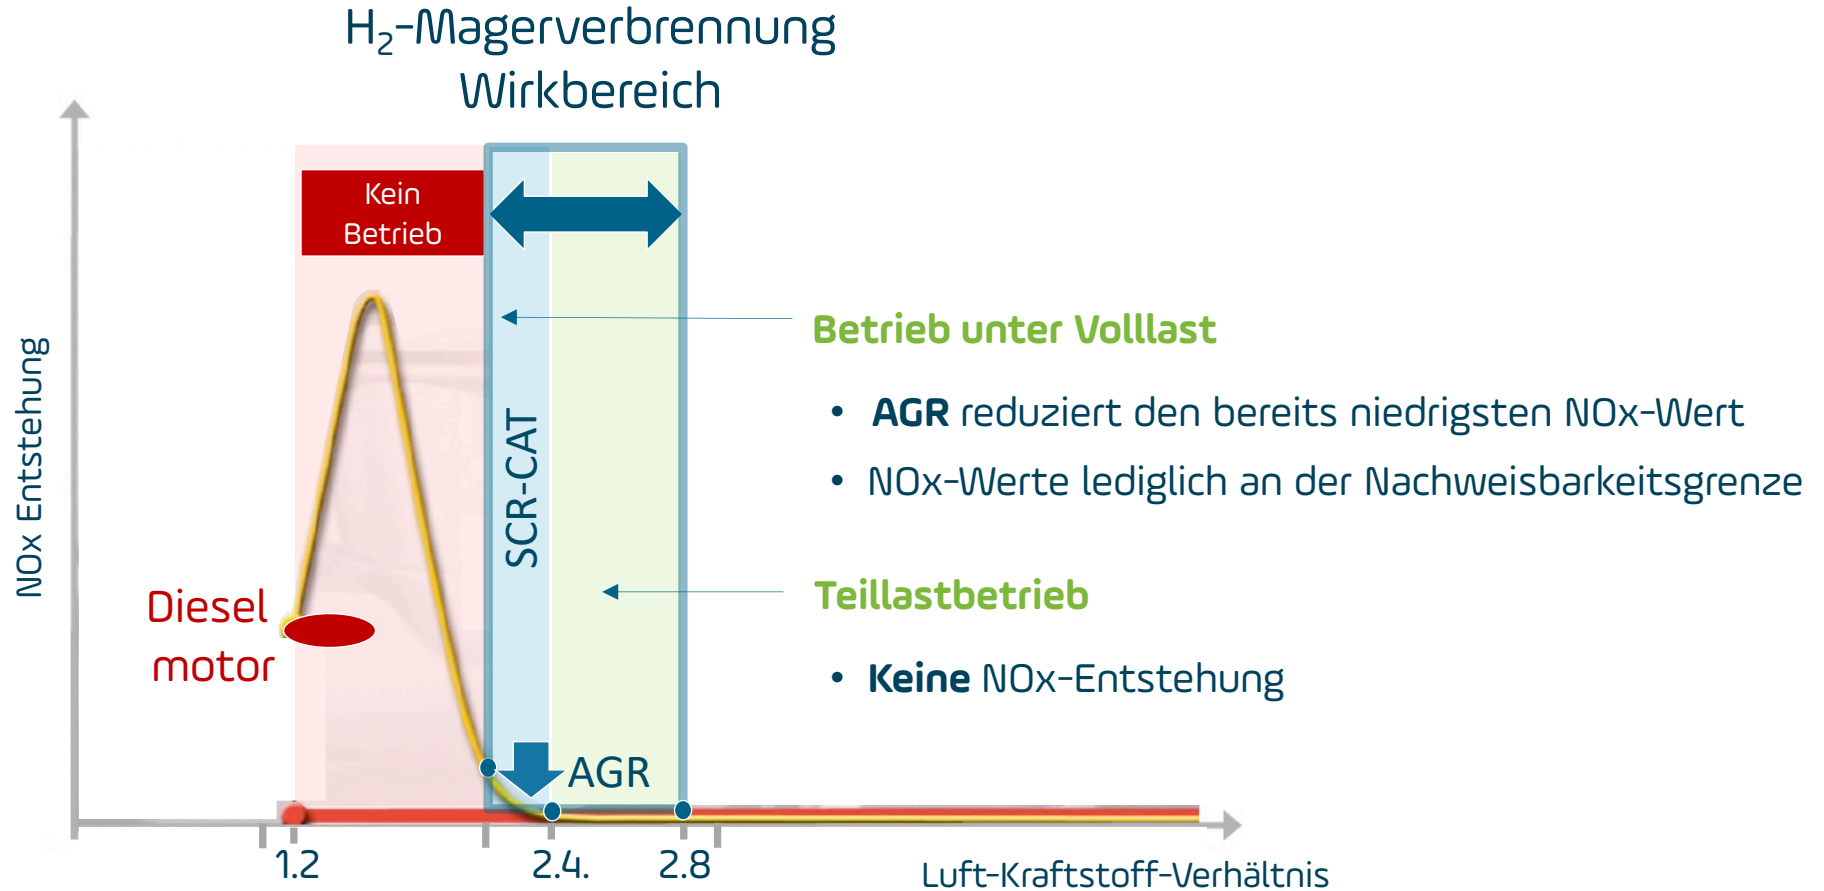 H₂-Magerverbrennung
Wirkbereich
Kein
Betrieb
Betrieb unter Volllast
• AGR reduziert den bereits niedrigsten NOx-Wert
• NOx-Werte lediglich an der Nachweisbarkeitsgrenze
Teillastbetrieb
• Keine NOx-Entstehung
NOx Entstehung
SCR-CAT
Diesel
motor
AGR
1.2
2.4.
2.8
Luft-Kraftstoff-Verhältnis